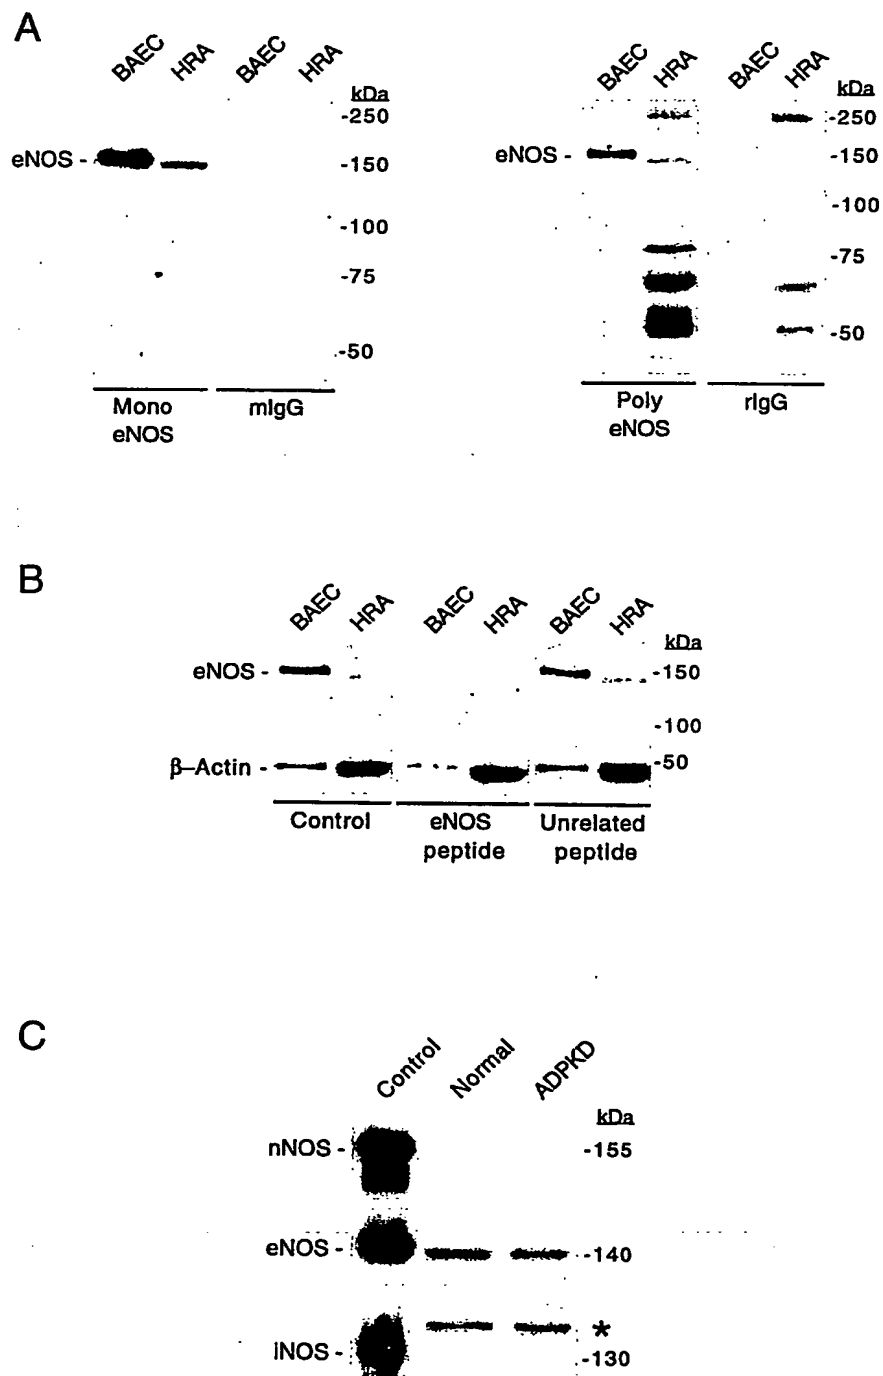 A
BAEC HRA BAEC HRA
kDa
-250
eNOS -
-150
-100
-75
-50
Mono
eNOS
mIgG
BAEC HRA BAEC HRA
kDa
-250
eNOS -
-150
-100
-75
-50
Poly
eNOS
rIgG
B
BAEC HRA BAEC HRA BAEC HRA
kDa
eNOS -
-150
-100
-50
β–Actin -
Control
eNOS
peptide
Unrelated
peptide
C
Control Normal ADPKD
kDa
nNOS -
-155
eNOS -
-140
*
iNOS -
-130